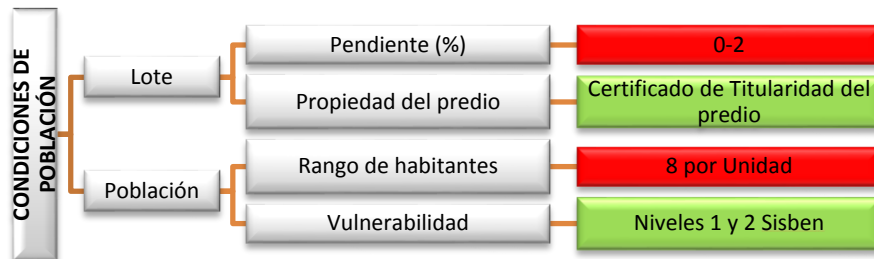 CONDICIONES DE
POBLACIÓN
Lote
Pendiente (%)
0-2
Propiedad del predio
Certificado de Titularidad del
predio
Población
Rango de habitantes
8 por Unidad
Vulnerabilidad
Niveles 1 y 2 Sisben